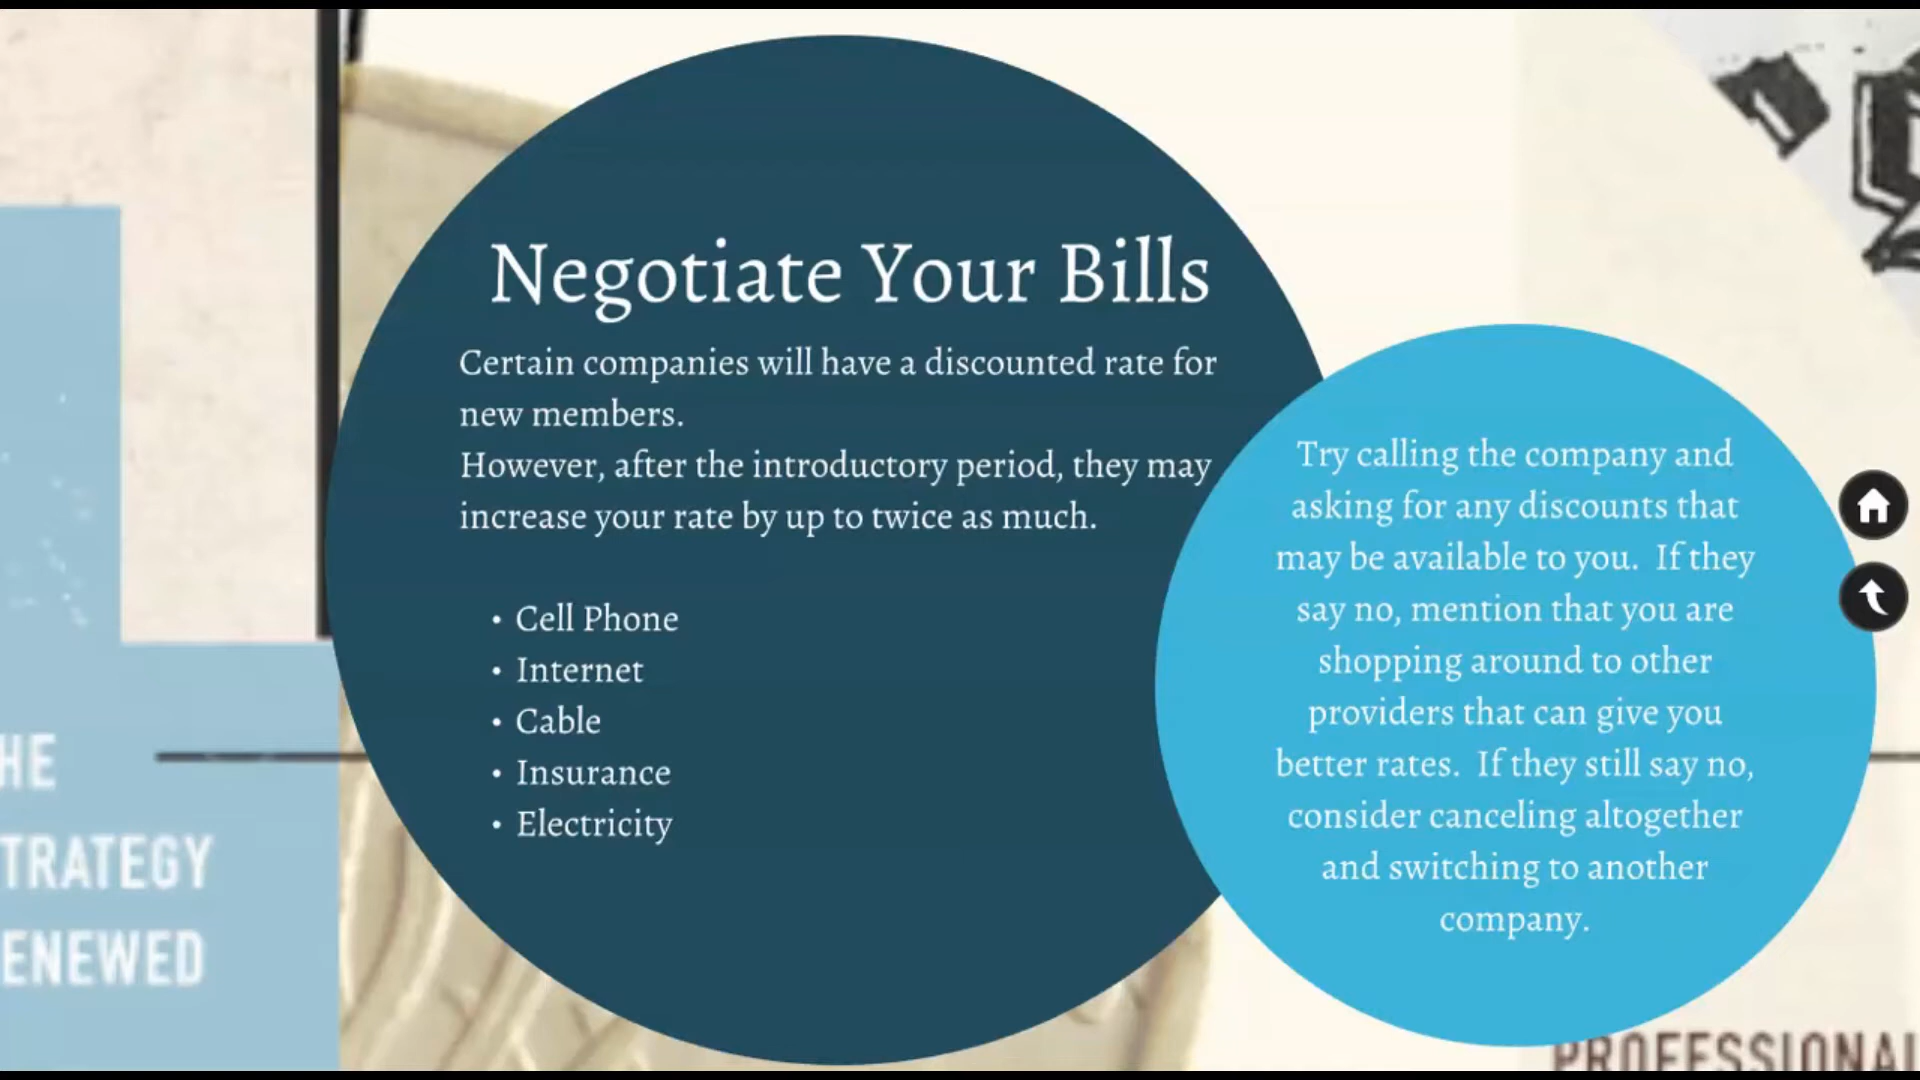 Negotiate Your Bills
Certain companies will have a discounted rate for
new members.
However, after the introductory period, they may
increase your rate by up to twice as much.
• Cell Phone
• Internet
• Cable
• Insurance
• Electricity
Try calling the company and
asking for any discounts that
may be available to you.  If they
say no, mention that you are
shopping around to other
providers that can give you
better rates.  If they still say no,
consider canceling altogether
and switching to another
company.
HE
TRATEGY
ENEWED
PROFESSIONAL